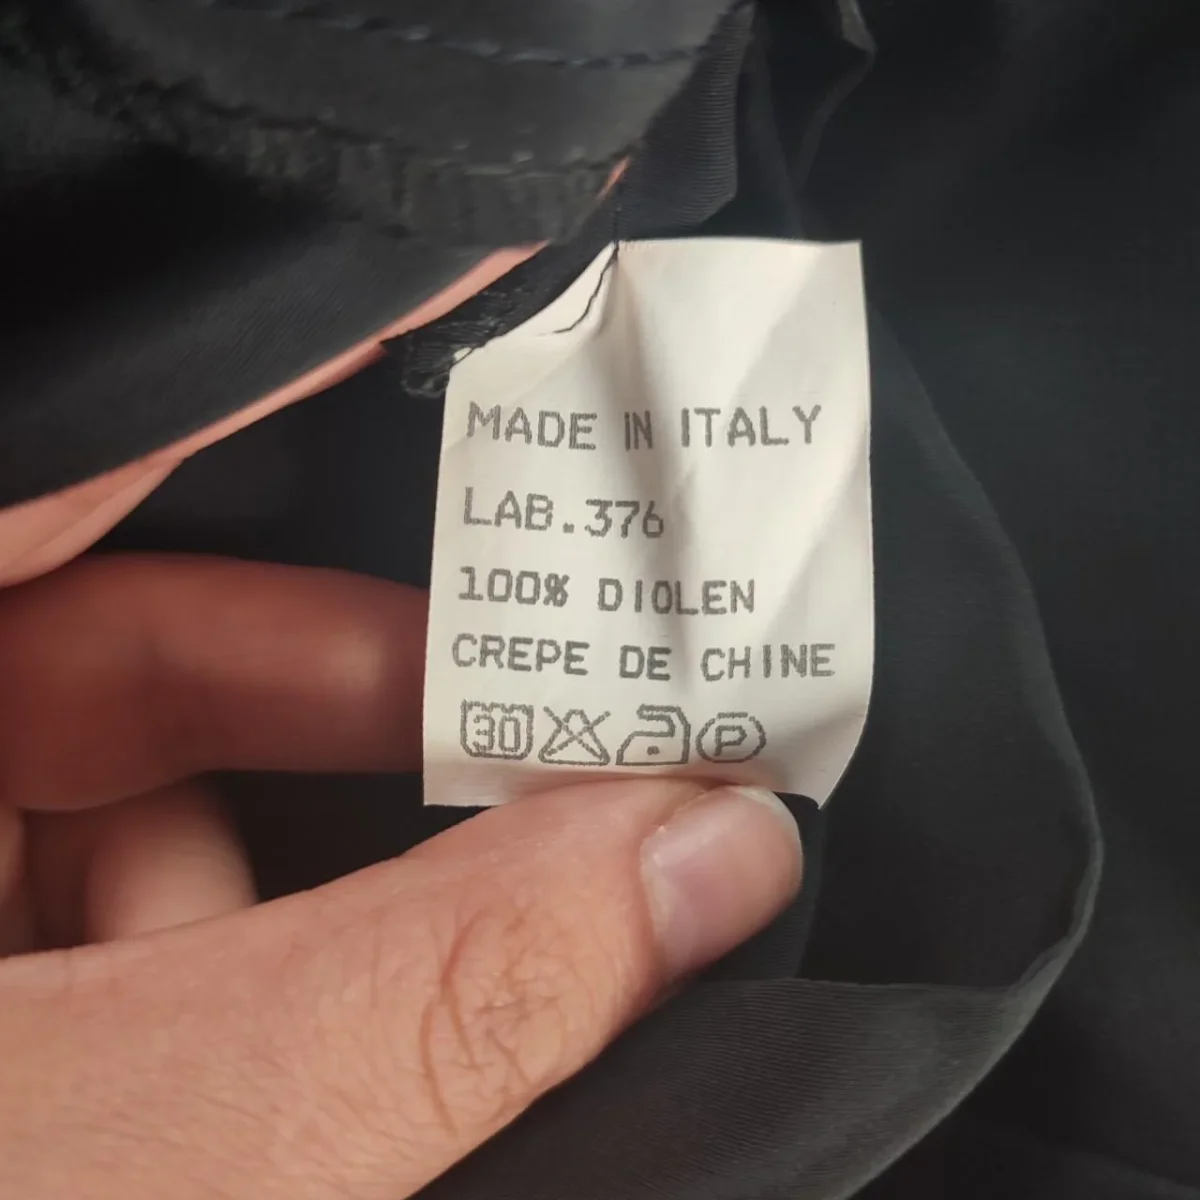 MADE IN ITALY
LAB.376
100% DIOLEN
CREPE DE CHINE
30 P